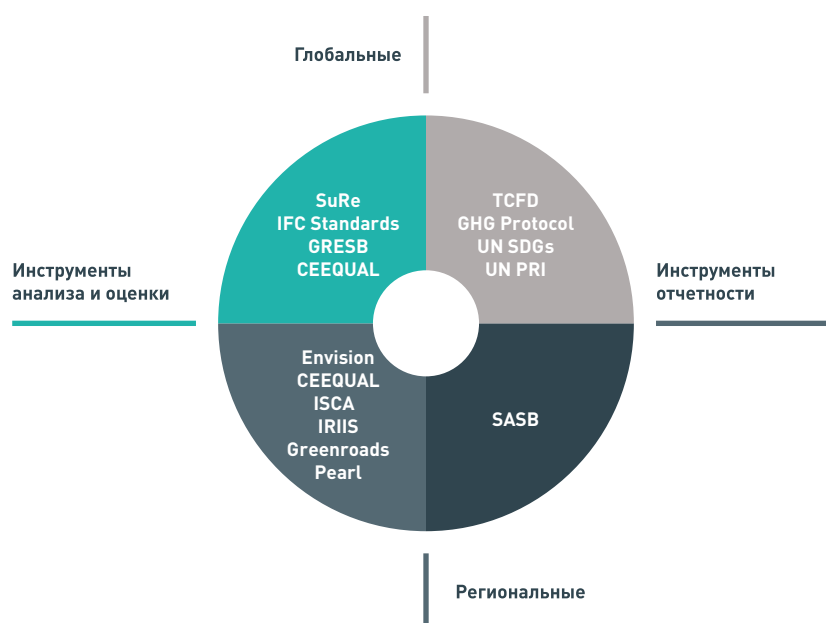 Глобальные
SuRe
IFC Standards
GRESB
CEEQUAL
TCFD
GHG Protocol
UN SDGs
UN PRI
Инструменты
анализа и оценки
Инструменты
отчетности
Envision
CEEQUAL
ISCA
IRIIS
Greenroads
Pearl
SASB
Региональные